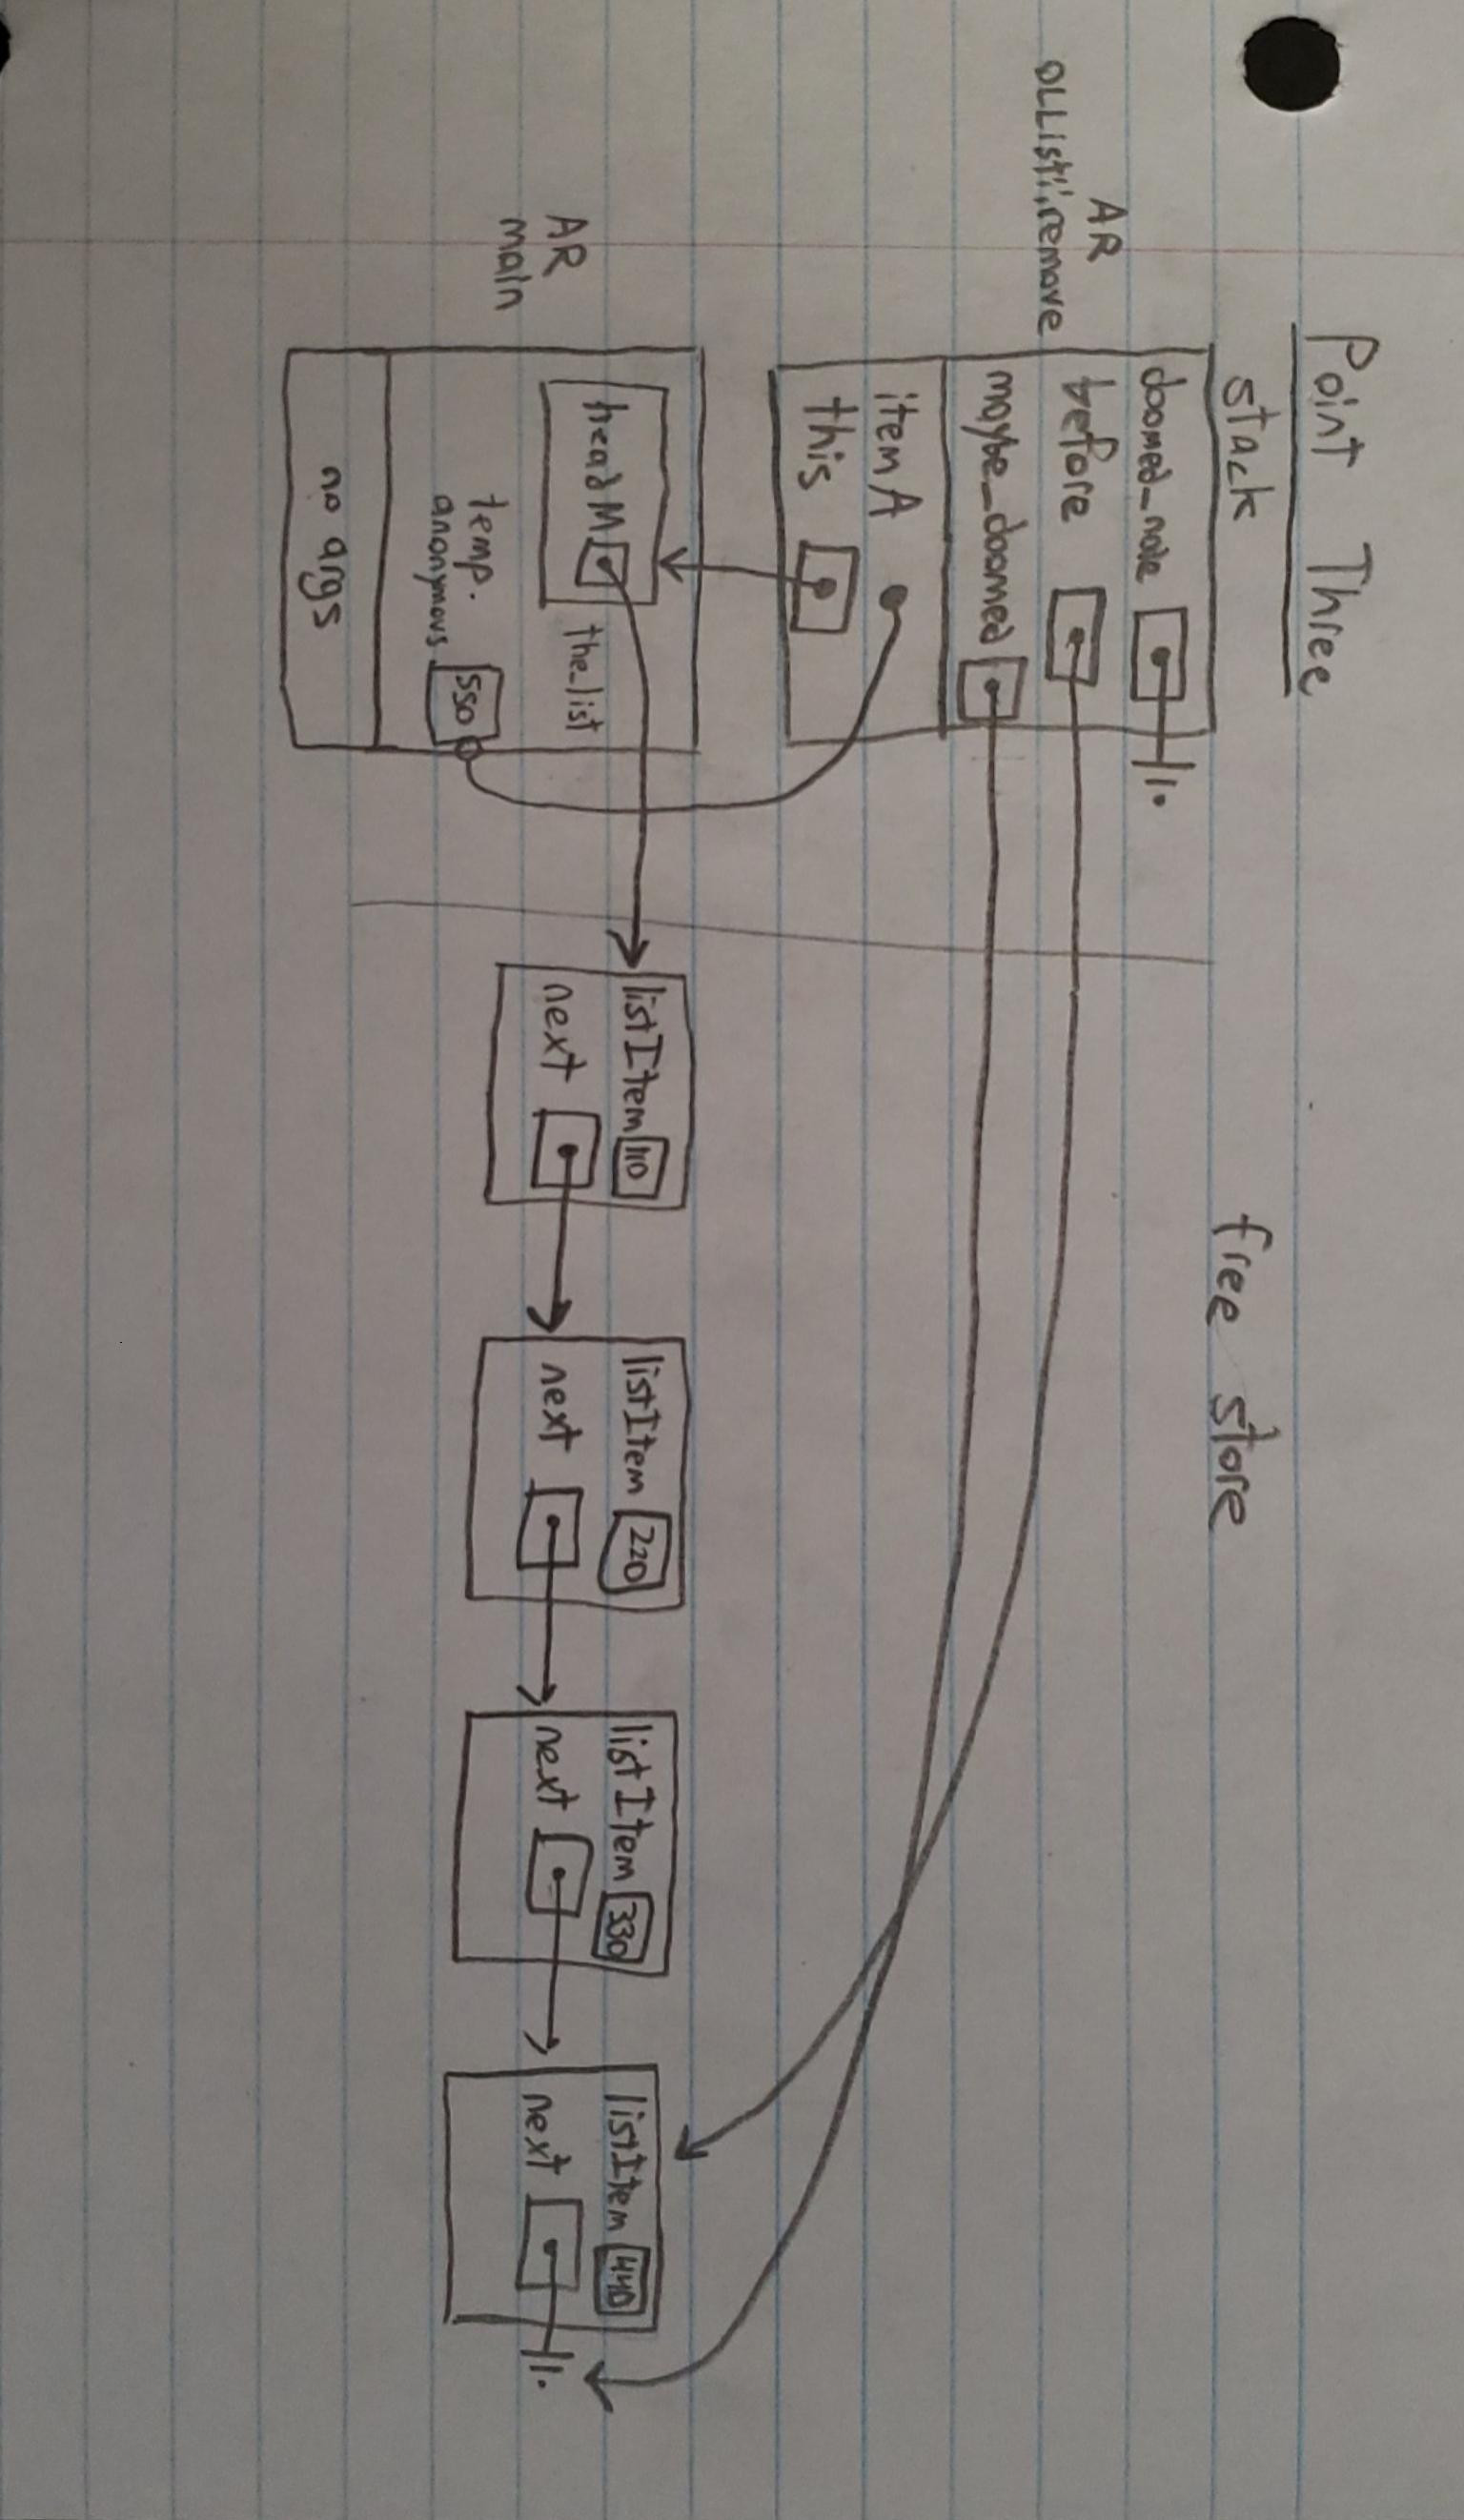 Point Three
stack
free store
AR
OLList::remove
doomed_node
before
maybe_doomed
itemA
this
AR
main
headM
the_list
temp.
anonymous 550
no args
listItem 110
next
listItem 220
next
listItem 330
next
listItem 440
next